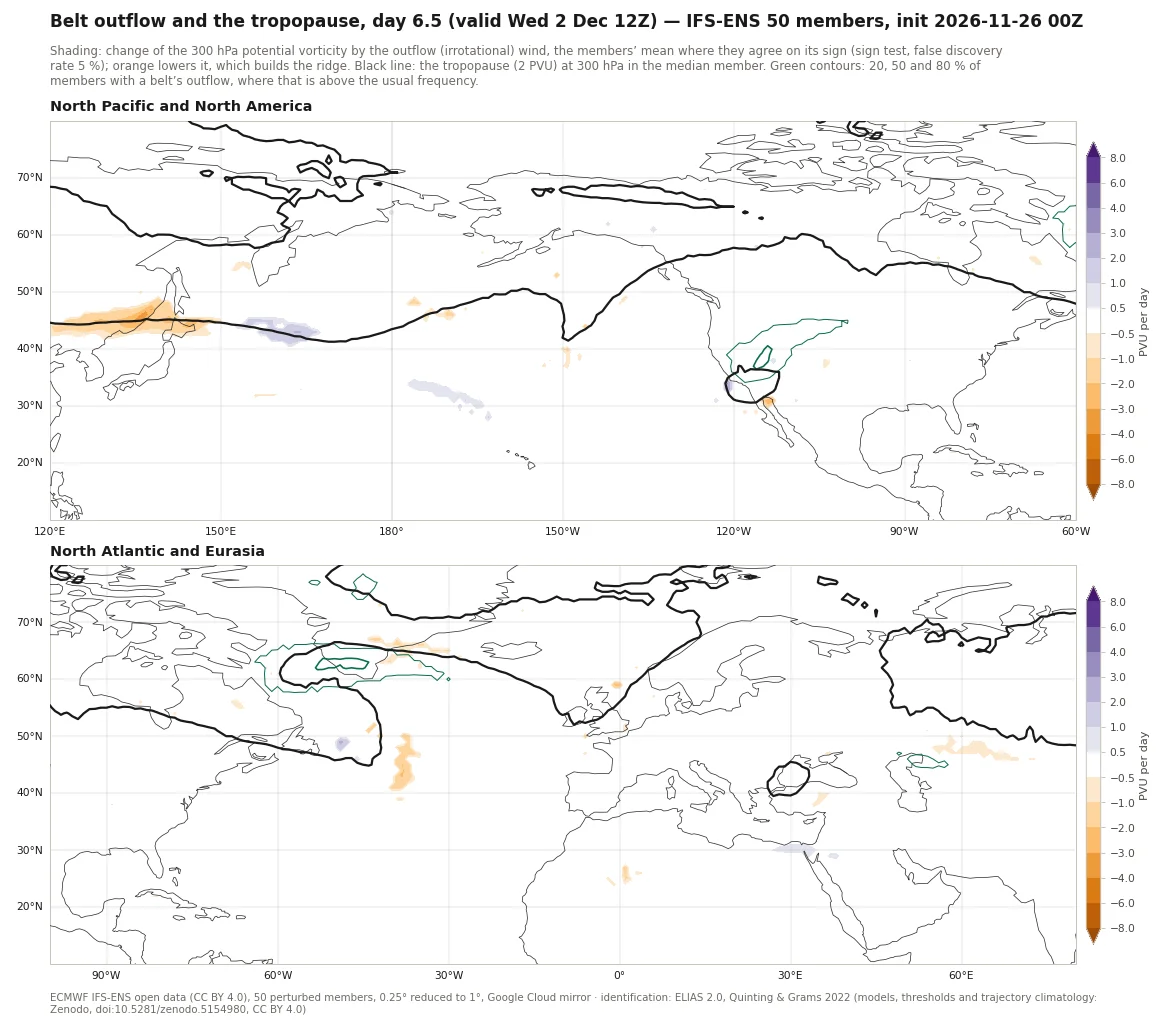 Belt outflow and the tropopause, day 6.5 (valid Wed 2 Dec 12Z) — IFS-ENS 50 members, init 2026-11-26 00Z
Shading: change of the 300 hPa potential vorticity by the outflow (irrotational) wind, the members’ mean where they agree on its sign (sign test, false discovery
rate 5 %); orange lowers it, which builds the ridge. Black line: the tropopause (2 PVU) at 300 hPa in the median member. Green contours: 20, 50 and 80 % of
members with a belt’s outflow, where that is above the usual frequency.
North Pacific and North America
70°N
60°N
50°N
40°N
30°N
20°N
120°E 150°E 180° 150°W 120°W 90°W 60°W
8.0
6.0
4.0
3.0
2.0
1.0
0.5
−0.5
−1.0
−2.0
−3.0
−4.0
−6.0
−8.0
PVU per day
North Atlantic and Eurasia
70°N
60°N
50°N
40°N
30°N
20°N
90°W 60°W 30°W 0° 30°E 60°E
8.0
6.0
4.0
3.0
2.0
1.0
0.5
−0.5
−1.0
−2.0
−3.0
−4.0
−6.0
−8.0
PVU per day
ECMWF IFS-ENS open data (CC BY 4.0), 50 perturbed members, 0.25° reduced to 1°, Google Cloud mirror · identification: ELIAS 2.0, Quinting & Grams 2022 (models, thresholds and trajectory climatology:
Zenodo, doi:10.5281/zenodo.5154980, CC BY 4.0)